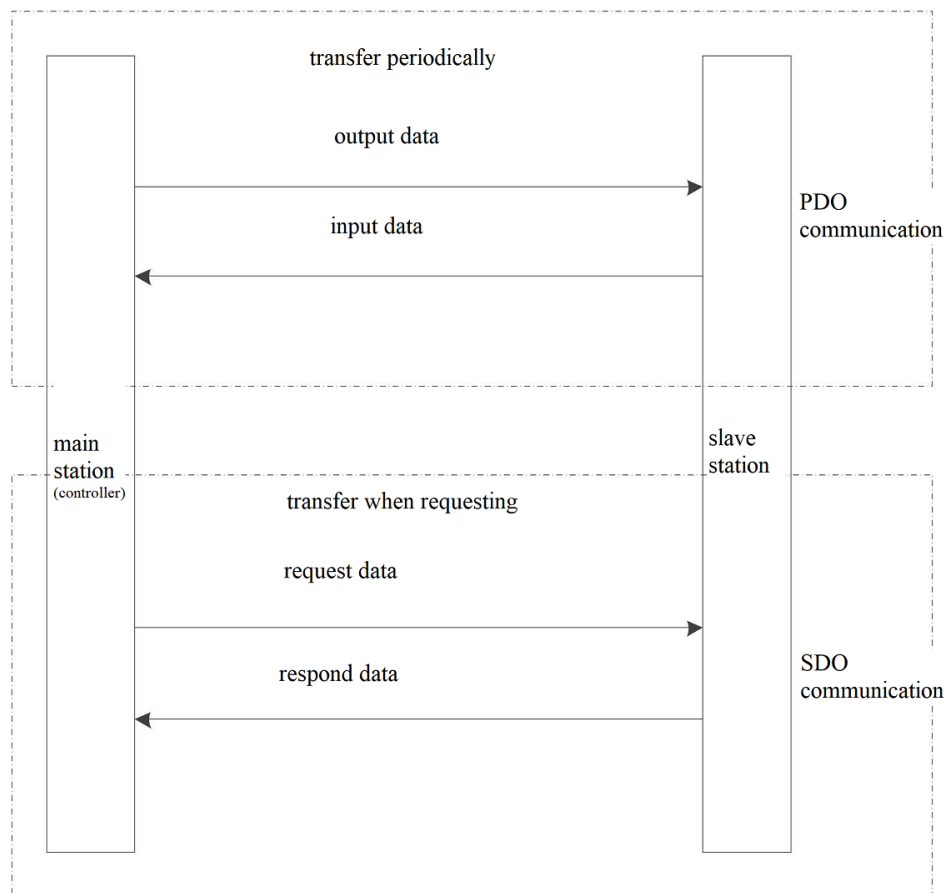 transfer periodically
output data
input data
PDO
communication
main
station
(controller)
slave
station
transfer when requesting
request data
respond data
SDO
communication